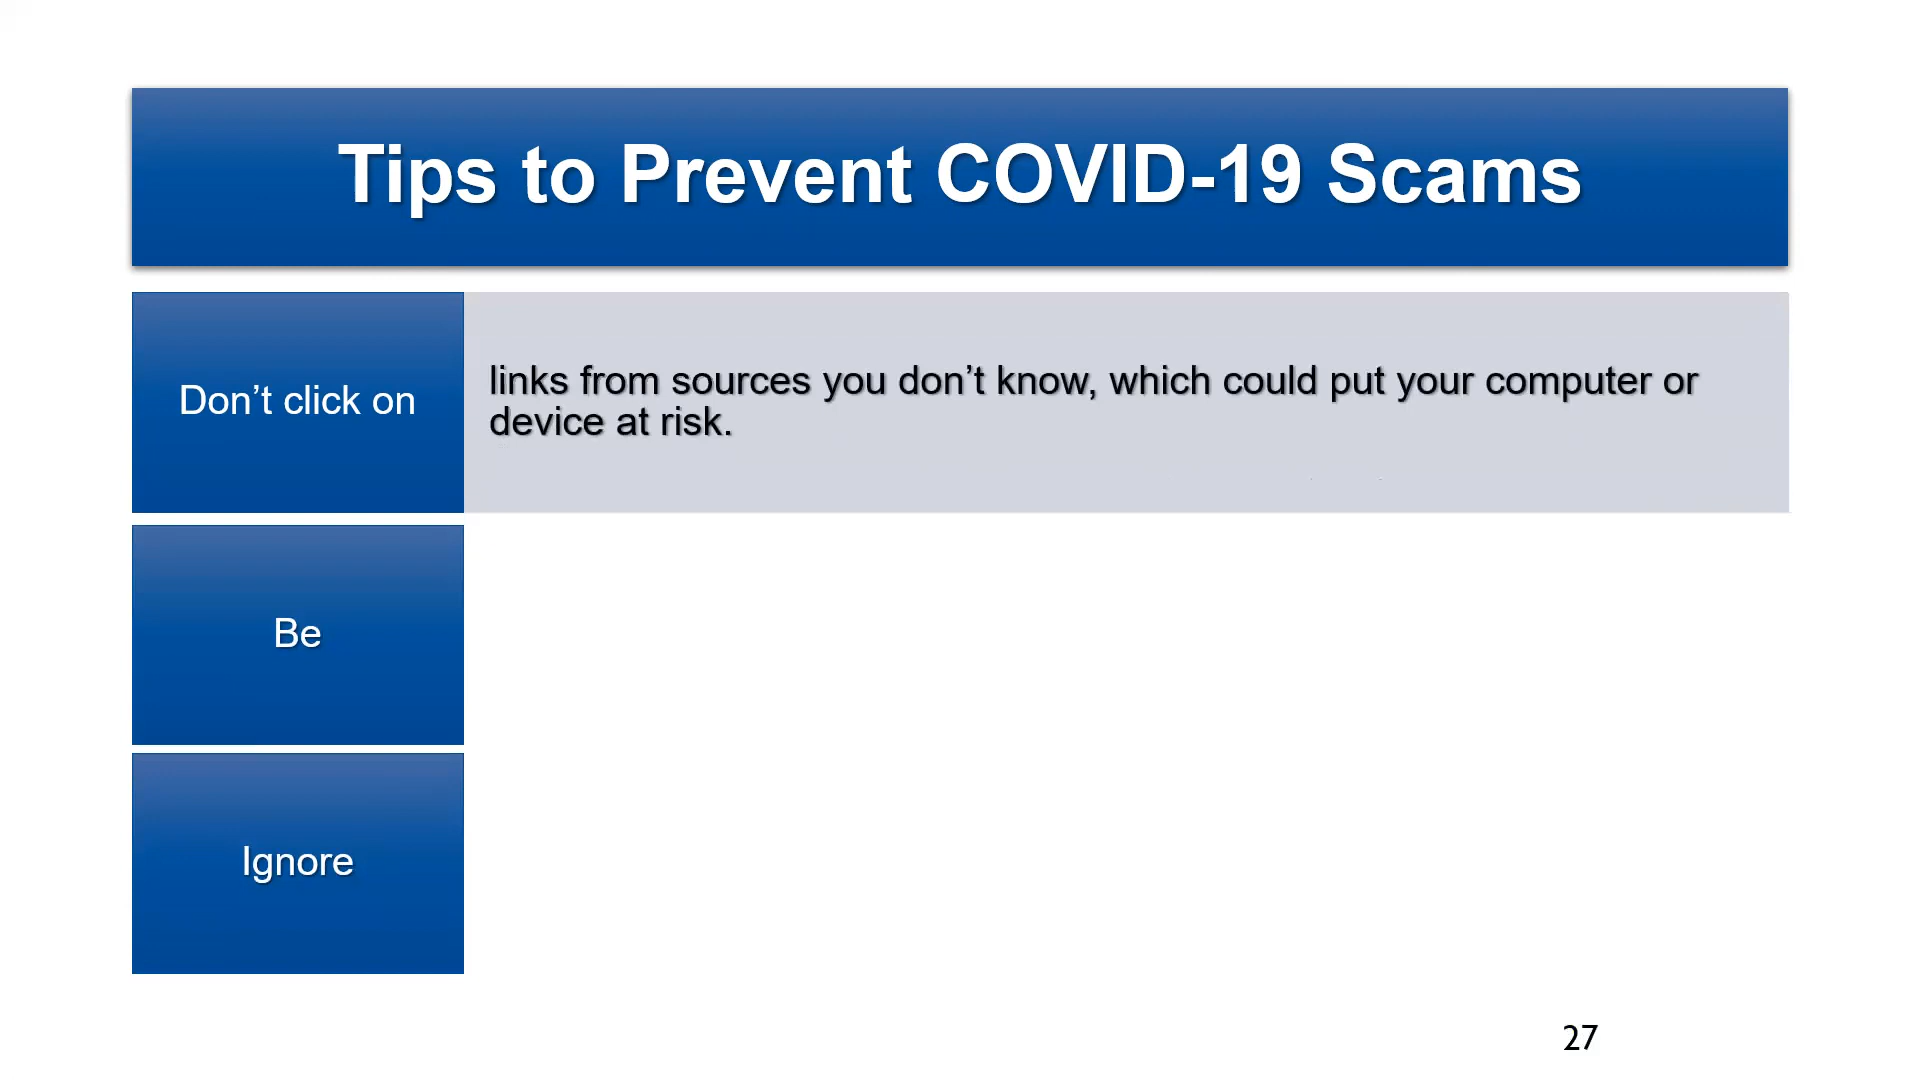 Tips to Prevent COVID-19 Scams
Don’t click on
links from sources you don’t know, which could put your computer or
device at risk.
Be
Ignore
27